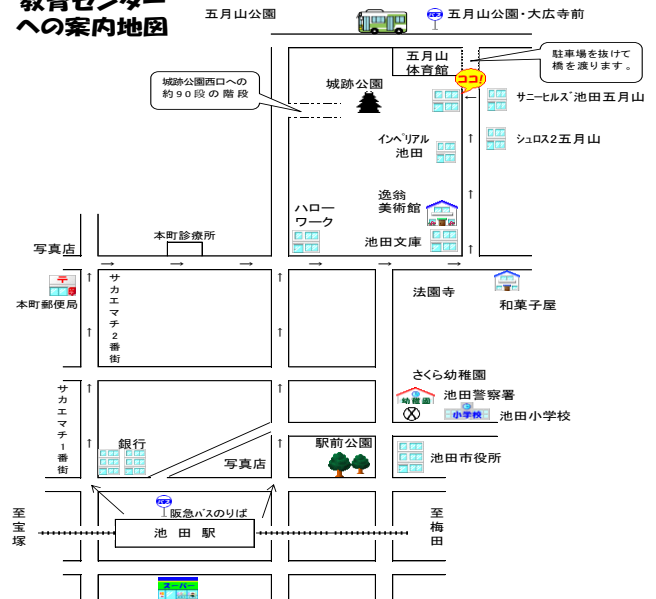 教育センター
への案内地図
五月山公園
バス
五月山公園・大広寺前
五月山
体育館
駐車場を抜けて
橋を渡ります。
ココ!
城跡公園西口への
約90段の階段
城跡公園
サニーヒルズ池田五月山
インペリアル
池田
シュロス2五月山
逸翁
美術館
ハロー
ワーク
池田文庫
本町診療所
写真店
本町郵便局
サカエマチ2番街
法園寺
和菓子屋
さくら幼稚園
幼稚園
池田警察署
小学校
池田小学校
サカエマチ1番街
銀行
写真店
駅前公園
池田市役所
バス
阪急バスのりば
至宝塚
池田駅
至梅田
スーパー